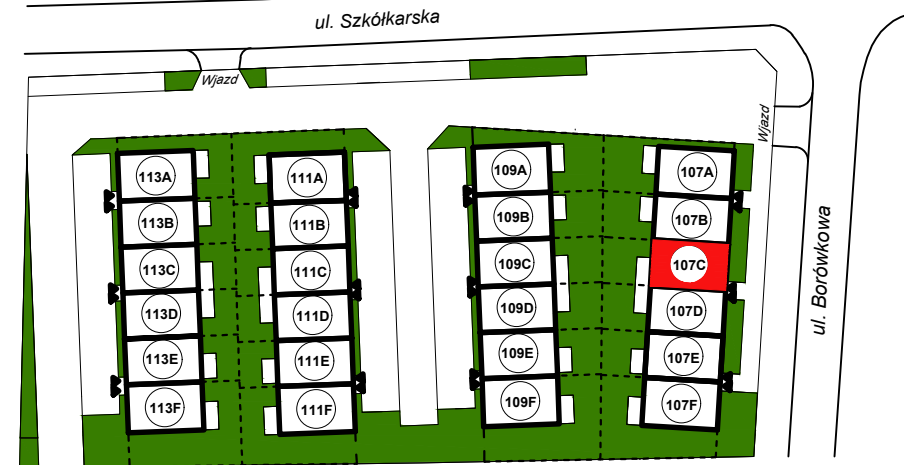 ul. Szkółkarska
Wjazd
Wjazd
ul. Borówkowa
113A
111A
109A
107A
113B
111B
109B
107B
113C
111C
109C
107C
113D
111D
109D
107D
113E
111E
109E
107E
113F
111F
109F
107F